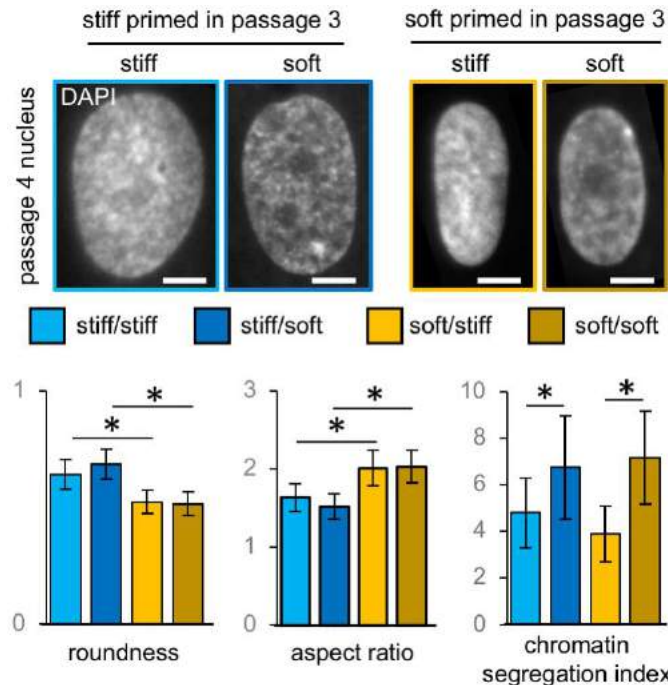 stiff primed in passage 3 soft primed in passage 3
stiff soft stiff soft
DAPI
passage 4 nucleus
stiff/stiff stiff/soft soft/stiff soft/soft
1
0
* *
roundness
3
2
1
0
* *
aspect ratio
10
8
6
4
2
0
* *
chromatin
segregation index